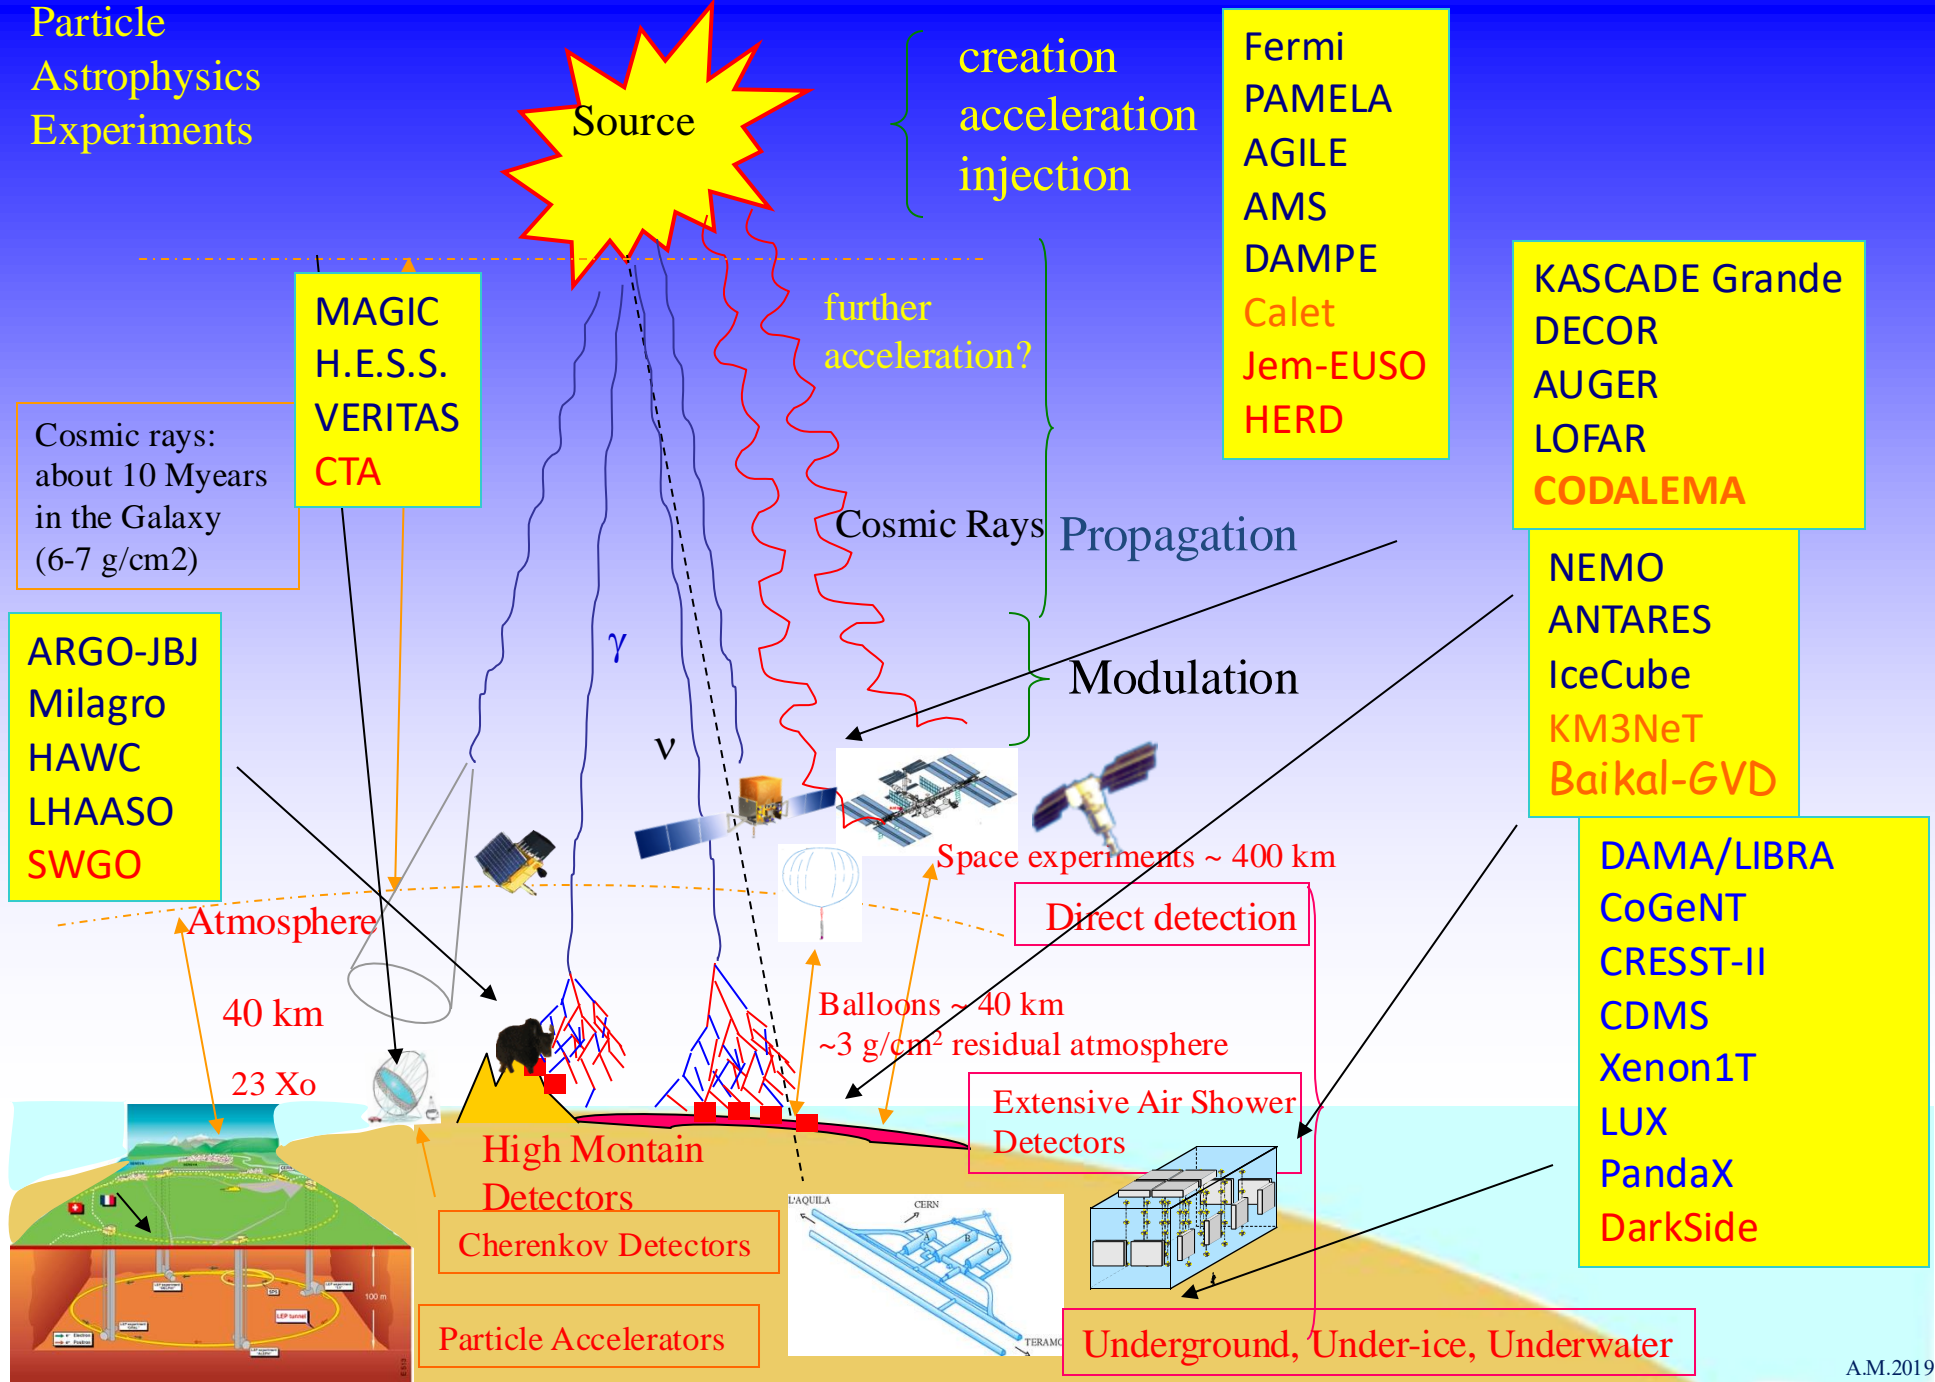 Particle
Astrophysics
Experiments
Source
creation
acceleration
injection
Fermi
PAMELA
AGILE
AMS
DAMPE
Calet
Jem-EUSO
HERD
KASCADE Grande
DECOR
AUGER
LOFAR
CODALEMA
MAGIC
H.E.S.S.
VERITAS
CTA
further
acceleration?
Cosmic rays:
about 10 Myears
in the Galaxy
(6-7 g/cm2)
Cosmic Rays
Propagation
NEMO
ANTARES
IceCube
KM3NeT
Baikal-GVD
ARGO-JBJ
Milagro
HAWC
LHAASO
SWGO
γ
ν
Modulation
Space experiments ~ 400 km
Direct detection
DAMA/LIBRA
CoGeNT
CRESST-II
CDMS
Xenon1T
LUX
PandaX
DarkSide
Atmosphere
40 km
23 Xo
Balloons ~ 40 km
~3 g/cm² residual atmosphere
Extensive Air Shower
Detectors
High Montain
Detectors
Cherenkov Detectors
Particle Accelerators
L'AQUILA
CERN
A
B
C
TERAMO
100 m
LEP tunnel
SPS
Underground, Under-ice, Underwater
A.M.2019